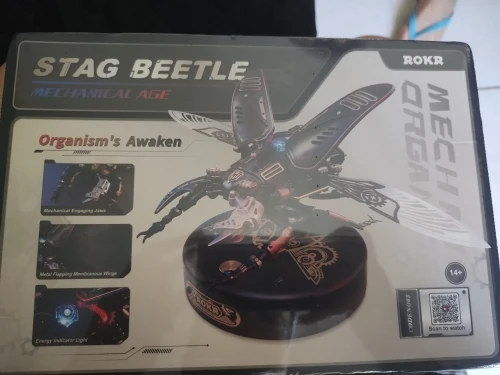 STAG BEETLE
MECHANICAL AGE
ROKR
MECH
ORGN
Organism's Awaken
Mechanical Engaging Jaws
Metal Flapping Membranous Wings
Energy Indicator Light
14+
Scan to watch